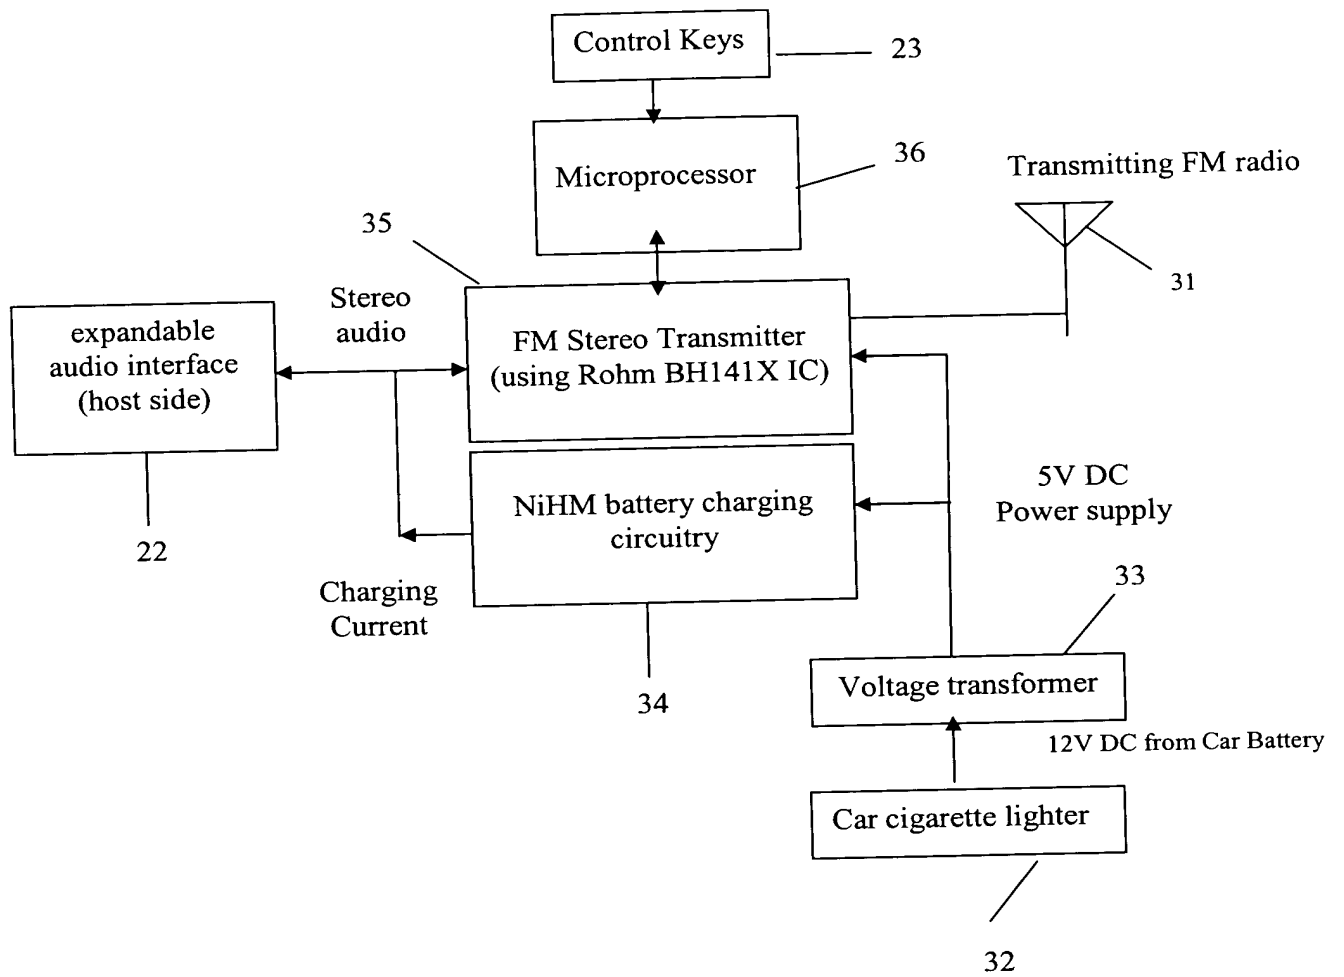 Control Keys
23
Microprocessor
36
Transmitting FM radio
31
35
Stereo
audio
expandable
audio interface
(host side)
22
FM Stereo Transmitter
(using Rohm BH141X IC)
NiHM battery charging
circuitry
34
Charging
Current
5V DC
Power supply
33
Voltage transformer
12V DC from Car Battery
Car cigarette lighter
32